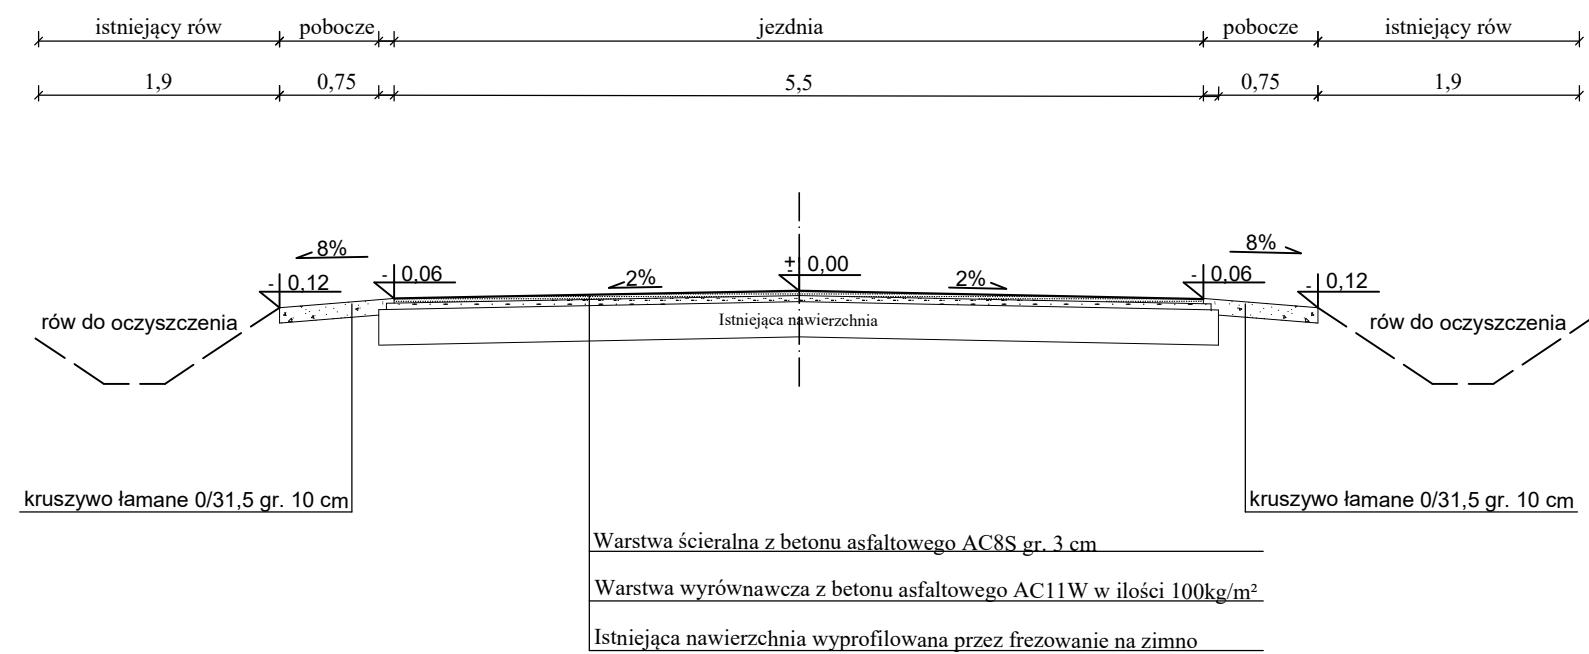 istniejący rów pobocze jezdnia pobocze istniejący rów
1,9 0,75 5,5 0,75 1,9
8% 8%
- 0,12 - 0,06 2% ± 0,00 2% - 0,06 - 0,12
rów do oczyszczenia Istniejąca nawierzchnia rów do oczyszczenia
kruszywo łamane 0/31,5 gr. 10 cm kruszywo łamane 0/31,5 gr. 10 cm
Warstwa ścieralna z betonu asfaltowego AC8S gr. 3 cm
Warstwa wyrównawcza z betonu asfaltowego AC11W w ilości 100kg/m²
Istniejąca nawierzchnia wyprofilowana przez frezowanie na zimno